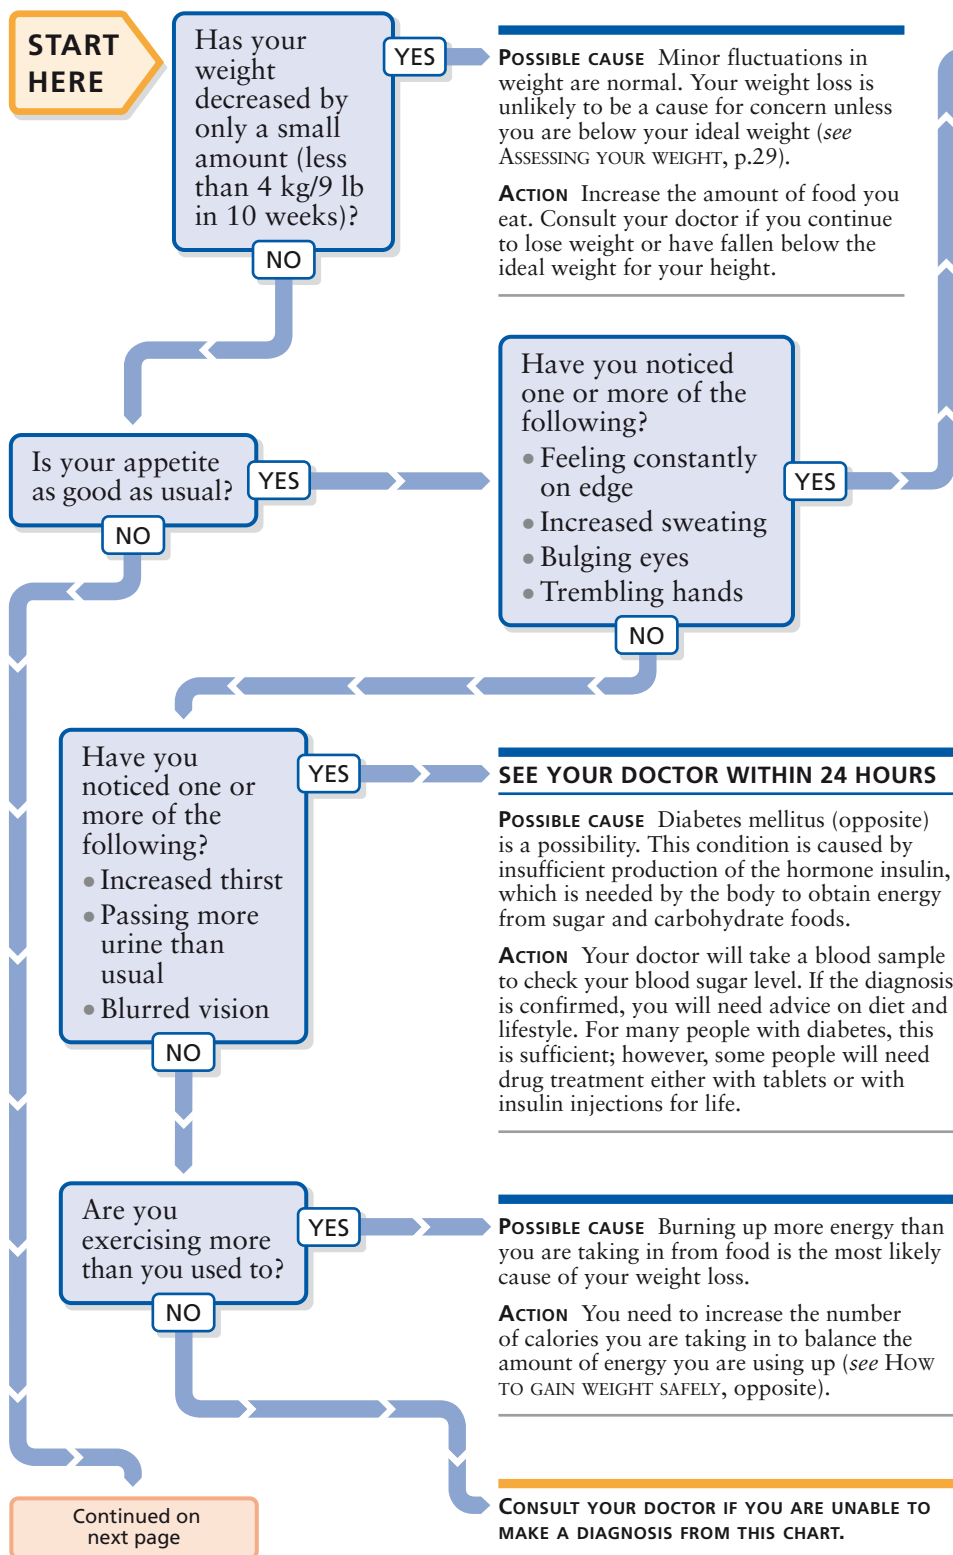 START
HERE
Has your
weight
decreased by
only a small
amount (less
than 4 kg/9 lb
in 10 weeks)?
YES
NO
POSSIBLE CAUSE Minor fluctuations in
weight are normal. Your weight loss is
unlikely to be a cause for concern unless
you are below your ideal weight (see
ASSESSING YOUR WEIGHT, p.29).
ACTION Increase the amount of food you
eat. Consult your doctor if you continue
to lose weight or have fallen below the
ideal weight for your height.
Is your appetite
as good as usual?
YES
NO
Have you noticed
one or more of the
following?
• Feeling constantly
on edge
• Increased sweating
• Bulging eyes
• Trembling hands
YES
NO
Have you
noticed one or
more of the
following?
• Increased thirst
• Passing more
urine than
usual
• Blurred vision
YES
NO
SEE YOUR DOCTOR WITHIN 24 HOURS
POSSIBLE CAUSE Diabetes mellitus (opposite)
is a possibility. This condition is caused by
insufficient production of the hormone insulin,
which is needed by the body to obtain energy
from sugar and carbohydrate foods.
ACTION Your doctor will take a blood sample
to check your blood sugar level. If the diagnosis
is confirmed, you will need advice on diet and
lifestyle. For many people with diabetes, this
is sufficient; however, some people will need
drug treatment either with tablets or with
insulin injections for life.
Are you
exercising more
than you used to?
YES
NO
POSSIBLE CAUSE Burning up more energy than
you are taking in from food is the most likely
cause of your weight loss.
ACTION You need to increase the number
of calories you are taking in to balance the
amount of energy you are using up (see HOW
TO GAIN WEIGHT SAFELY, opposite).
Continued on
next page
CONSULT YOUR DOCTOR IF YOU ARE UNABLE TO
MAKE A DIAGNOSIS FROM THIS CHART.